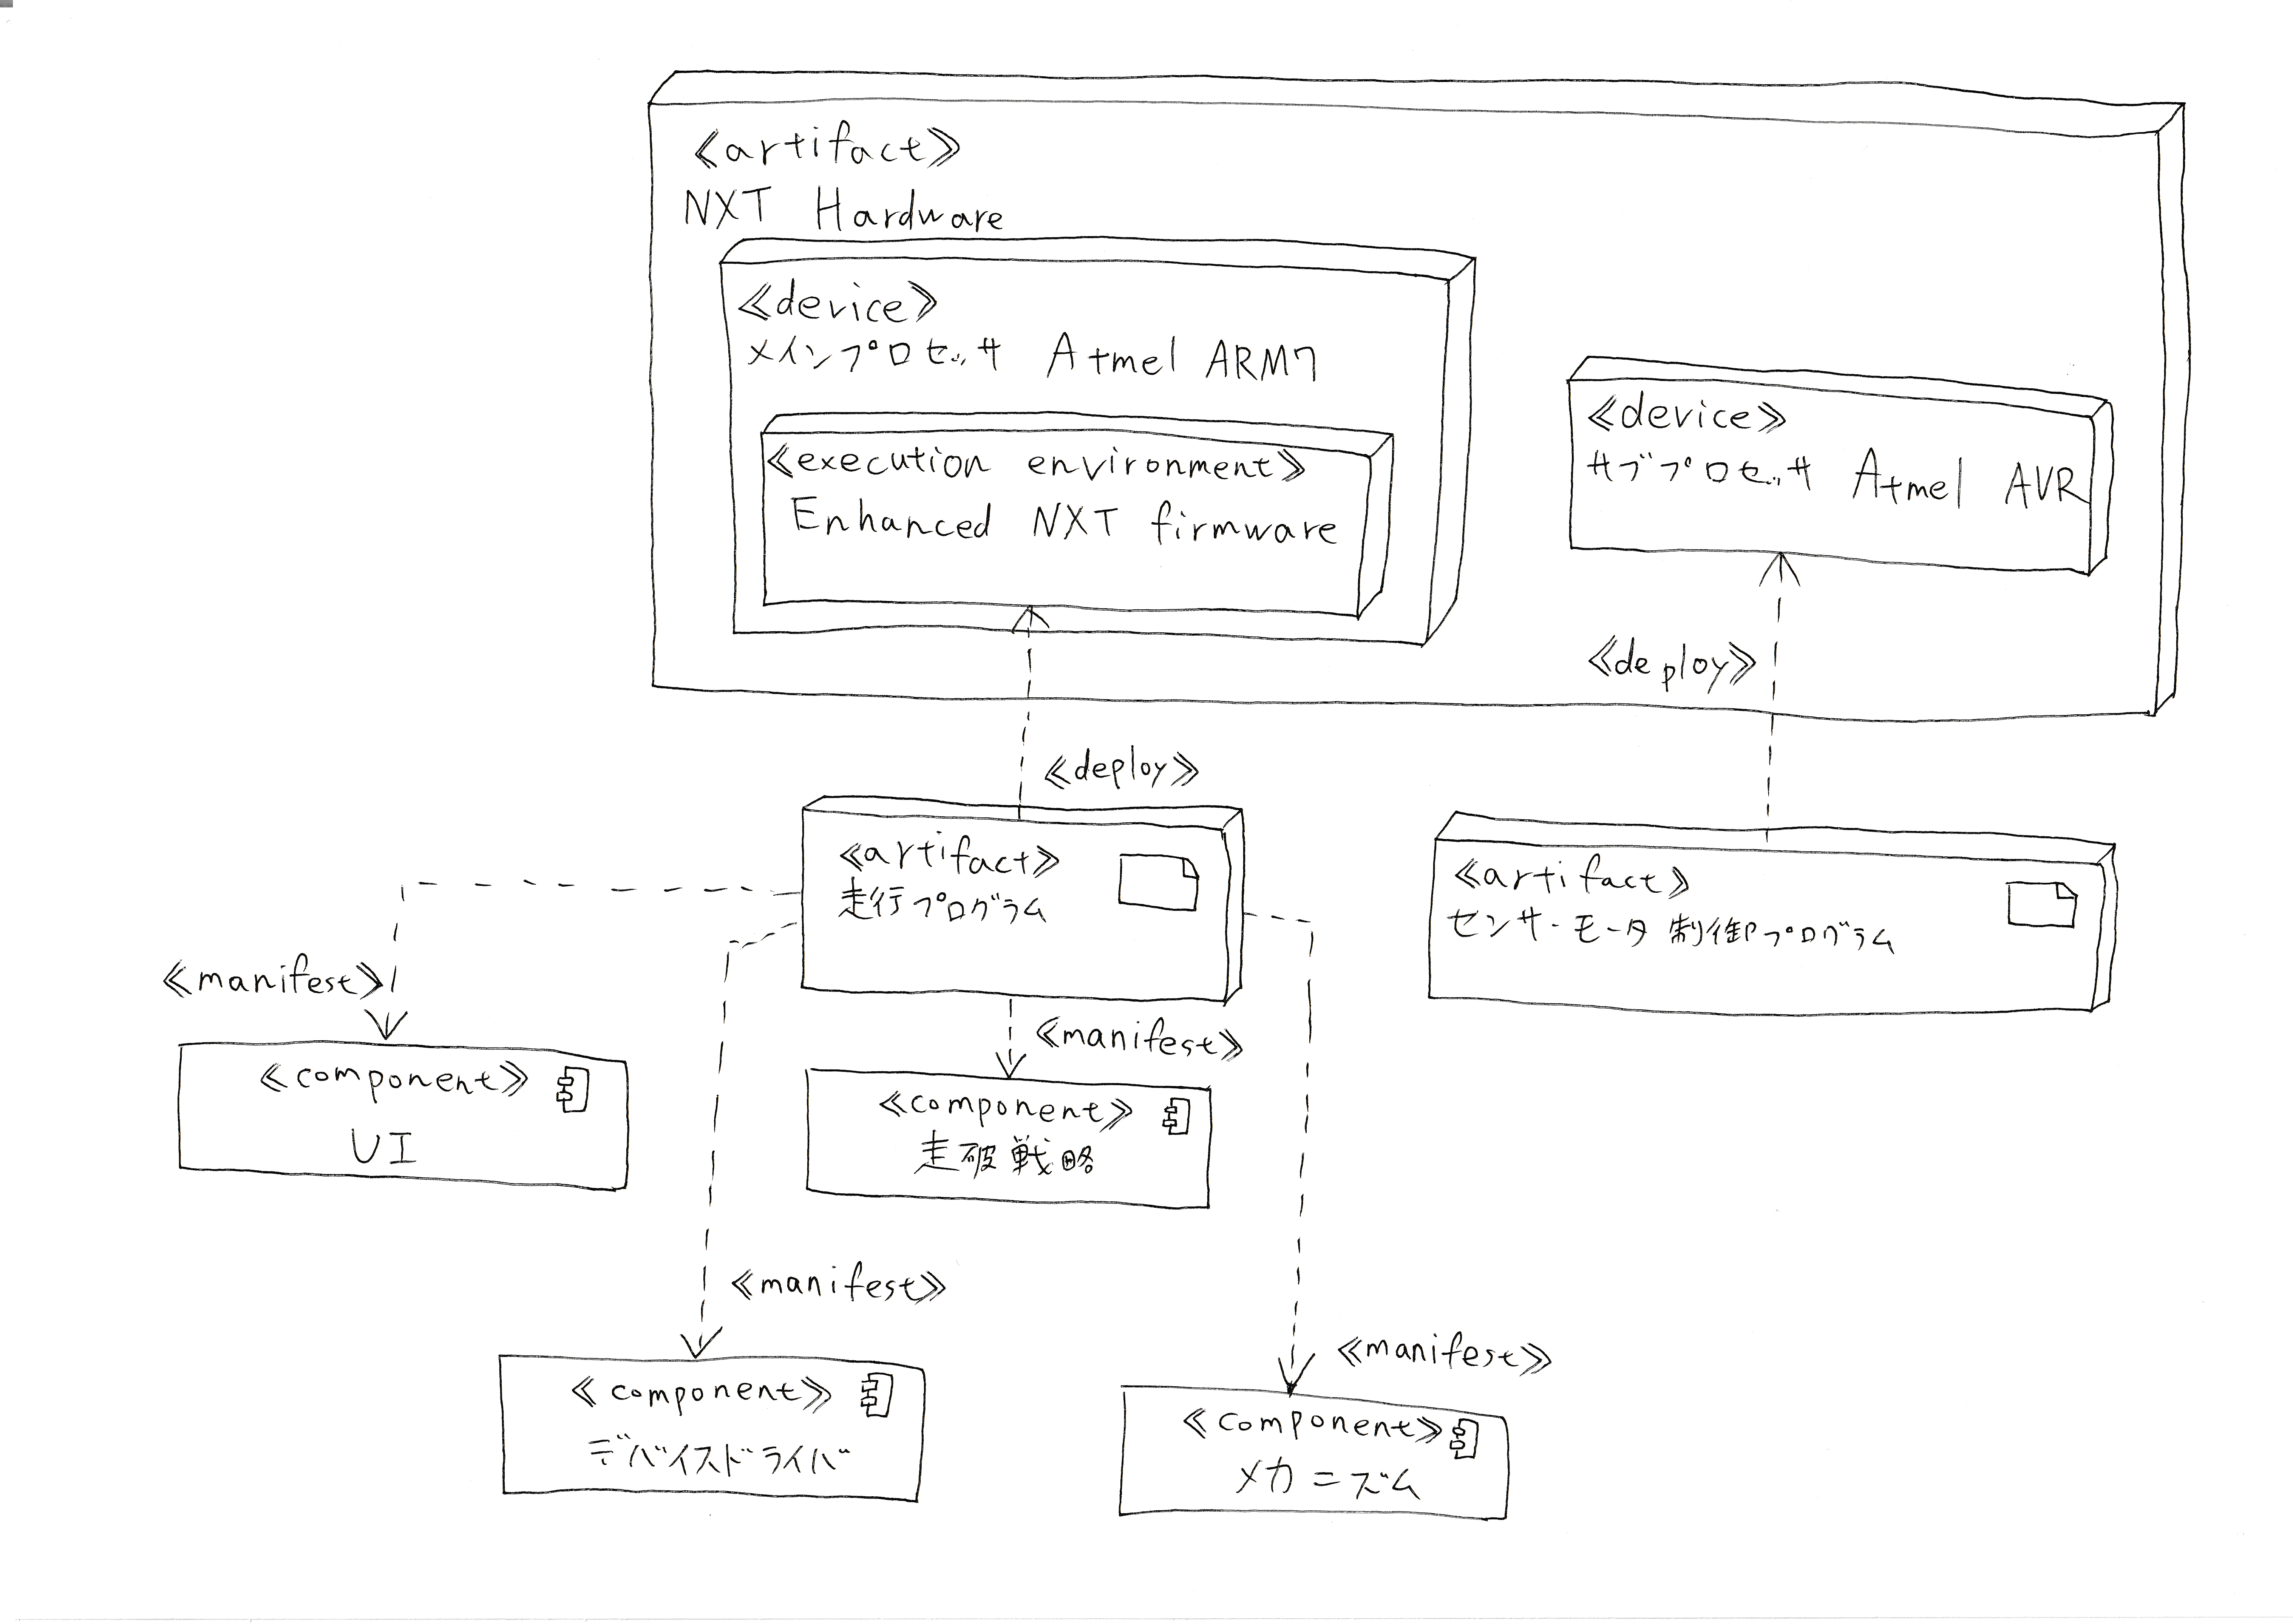 ≪artifact≫
NXT Hardware
≪device≫
メインプロセッサ Atmel ARM7
≪execution environment≫
Enhanced NXT firmware
≪device≫
サブプロセッサ Atmel AVR
≪deploy≫
≪deploy≫
≪artifact≫
走行プログラム
≪artifact≫
センサ・モータ制御プログラム
≪manifest≫
≪manifest≫
≪component≫
UI
≪component≫
走破戦略
≪manifest≫
≪manifest≫
≪component≫
デバイスドライバ
≪component≫
メカニズム